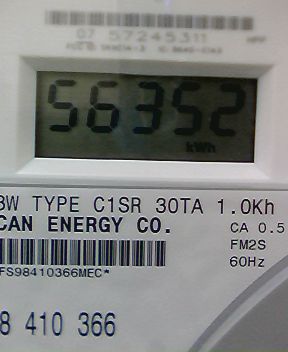 07 57245311
56352
kWh
3W TYPE C1SR 30TA 1.0Kh
CAN ENERGY CO.
CA 0.5
FM2S
60Hz
FS98410366MEC*
8 410 366